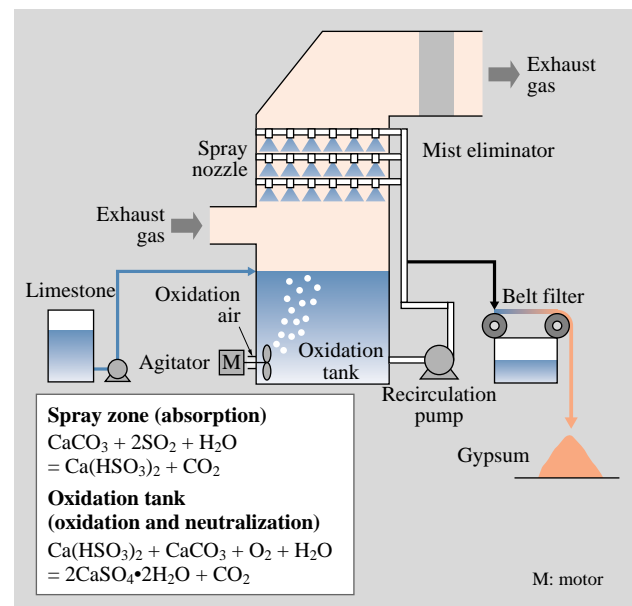 Exhaust
gas
Spray
nozzle
Mist eliminator
Exhaust
gas
Limestone
Oxidation
air
Belt filter
Agitator
M
Oxidation
tank
Recirculation
pump
Spray zone (absorption)
CaCO₃ + 2SO₂ + H₂O
= Ca(HSO₃)₂ + CO₂
Oxidation tank
(oxidation and neutralization)
Ca(HSO₃)₂ + CaCO₃ + O₂ + H₂O
= 2CaSO₄•2H₂O + CO₂
Gypsum
M: motor